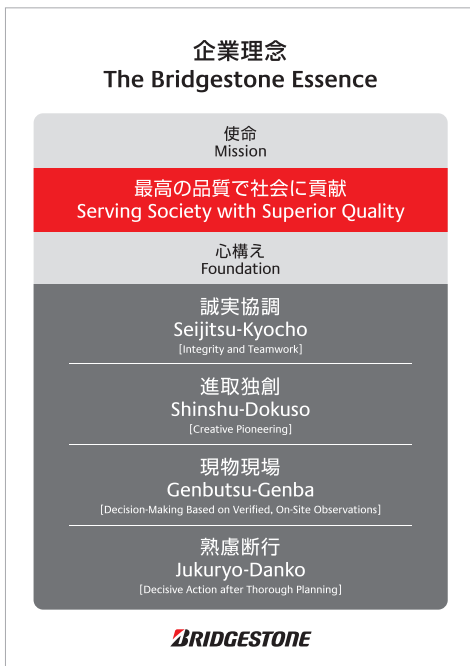 企業理念
The Bridgestone Essence
使命
Mission
最高の品質で社会に貢献
Serving Society with Superior Quality
心構え
Foundation
誠実協調
Seijitsu-Kyocho
[Integrity and Teamwork]
進取独創
Shinshu-Dokuso
[Creative Pioneering]
現物現場
Genbutsu-Genba
[Decision-Making Based on Verified, On-Site Observations]
熟慮断行
Jukuryo-Danko
[Decisive Action after Thorough Planning]
BRIDGESTONE